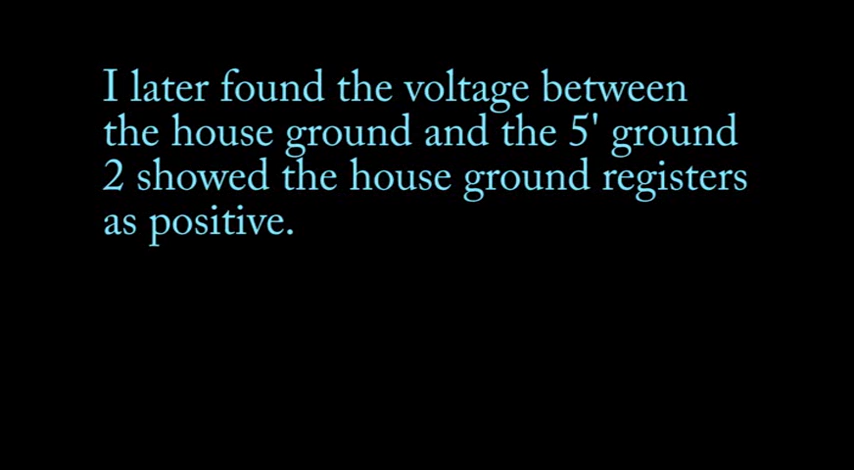 I later found the voltage between
the house ground and the 5' ground
2 showed the house ground registers
as positive.